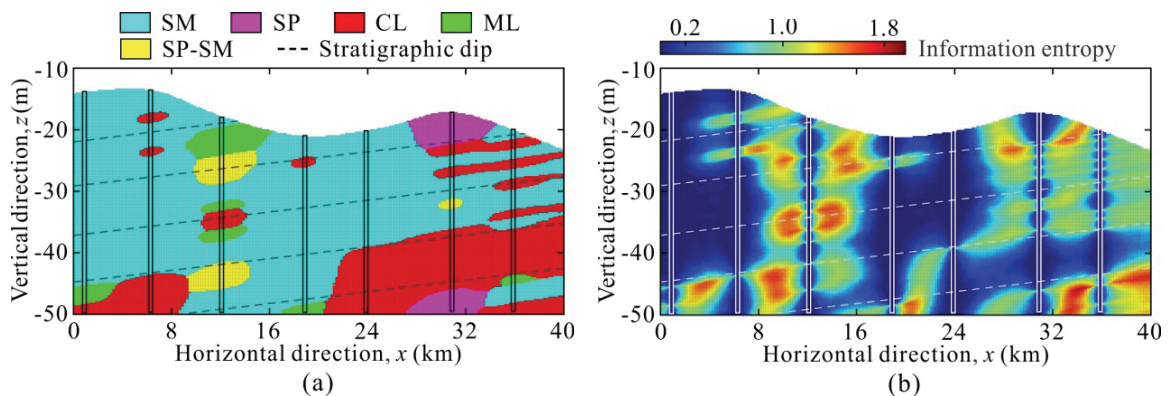 SM SP CL ML
SP-SM Stratigraphic dip
-10
-20
-30
-40
-50
Vertical direction, z (m)
0 8 16 24 32 40
Horizontal direction, x (km)
(a)
0.2 1.0 1.8 Information entropy
-10
-20
-30
-40
-50
Vertical direction, z (m)
0 8 16 24 32 40
Horizontal direction, x (km)
(b)